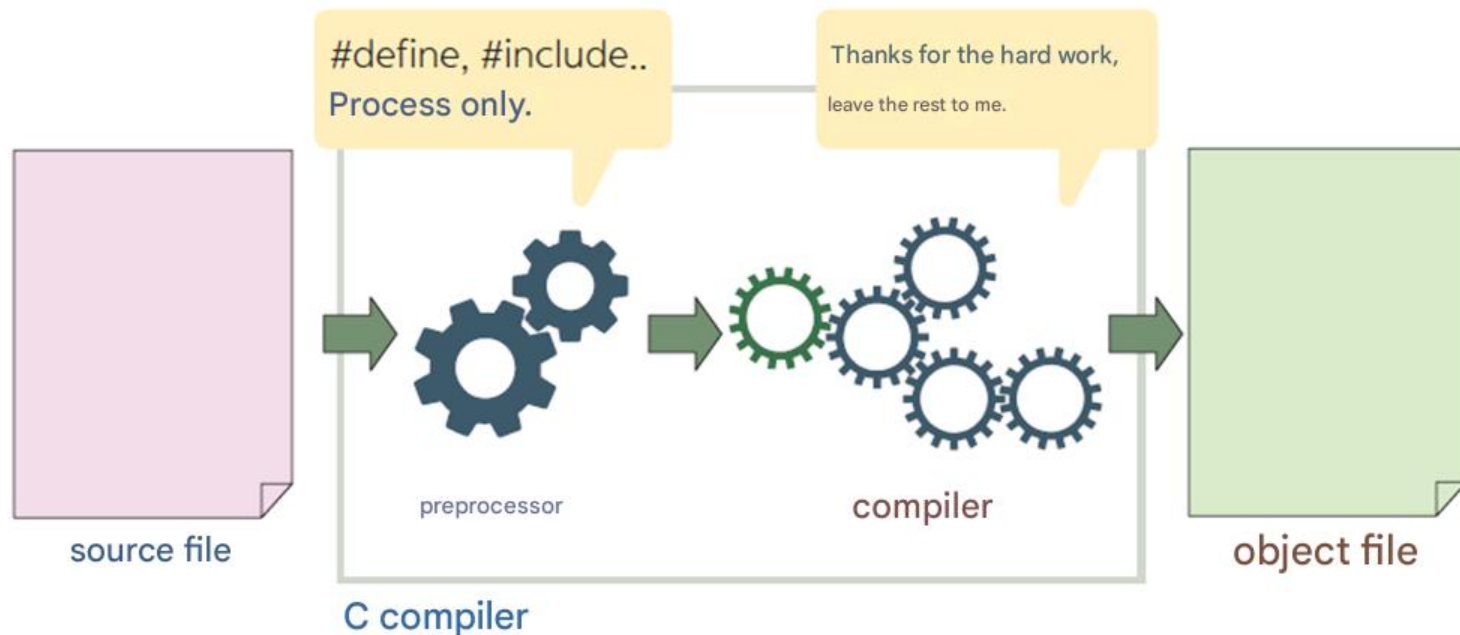 #define, #include..
Process only.
Thanks for the hard work,
leave the rest to me.
preprocessor
compiler
source file
object file
C compiler